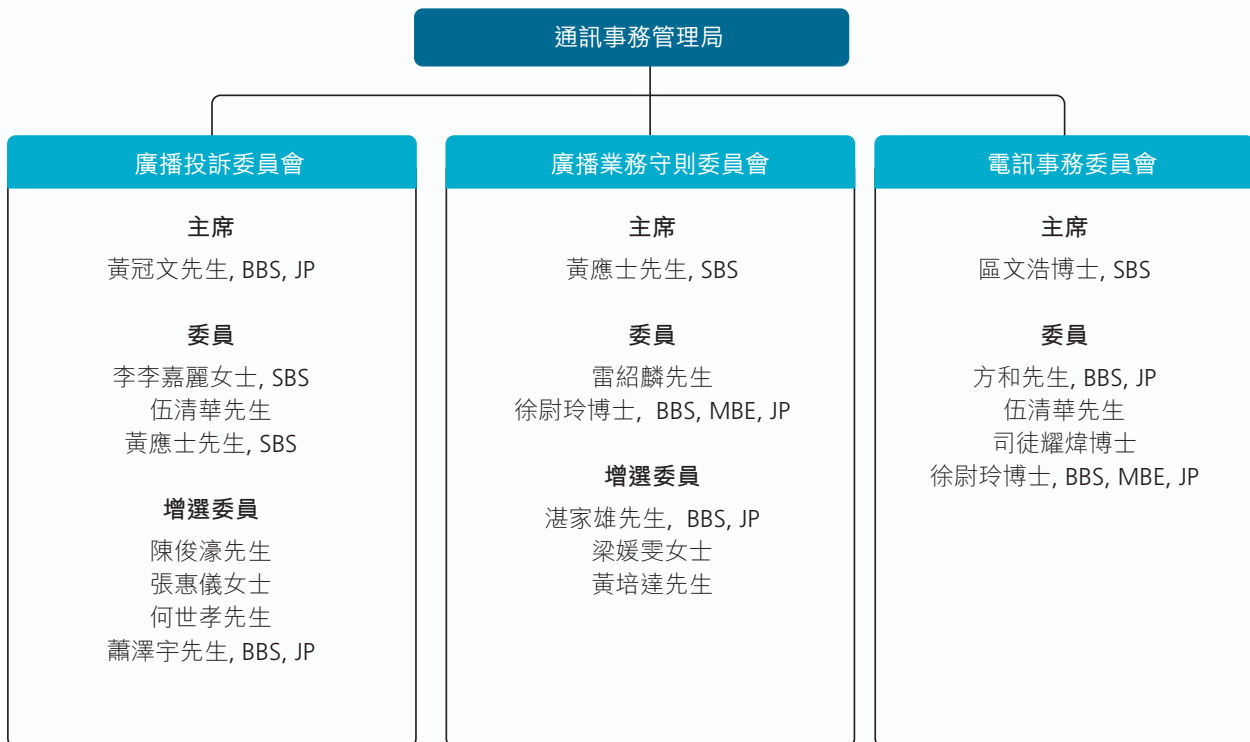 通訊事務管理局
廣播投訴委員會
主席
黃冠文先生, BBS, JP
委員
李李嘉麗女士, SBS
伍清華先生
黃應士先生, SBS
增選委員
陳俊濠先生
張惠儀女士
何世孝先生
蕭澤宇先生, BBS, JP
廣播業務守則委員會
主席
黃應士先生, SBS
委員
雷紹麟先生
徐尉玲博士, BBS, MBE, JP
增選委員
湛家雄先生, BBS, JP
梁媛雯女士
黃培達先生
電訊事務委員會
主席
區文浩博士, SBS
委員
方和先生, BBS, JP
伍清華先生
司徒耀煒博士
徐尉玲博士, BBS, MBE, JP